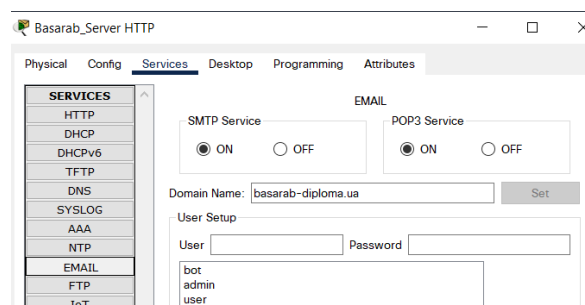 Basarab_Server HTTP
Physical Config Services Desktop Programming Attributes
SERVICES
HTTP
DHCP
DHCPv6
TFTP
DNS
SYSLOG
AAA
NTP
EMAIL
FTP
IoT
EMAIL
SMTP Service
ON OFF
POP3 Service
ON OFF
Domain Name: basarab-diploma.ua Set
User Setup
User Password
bot
admin
user